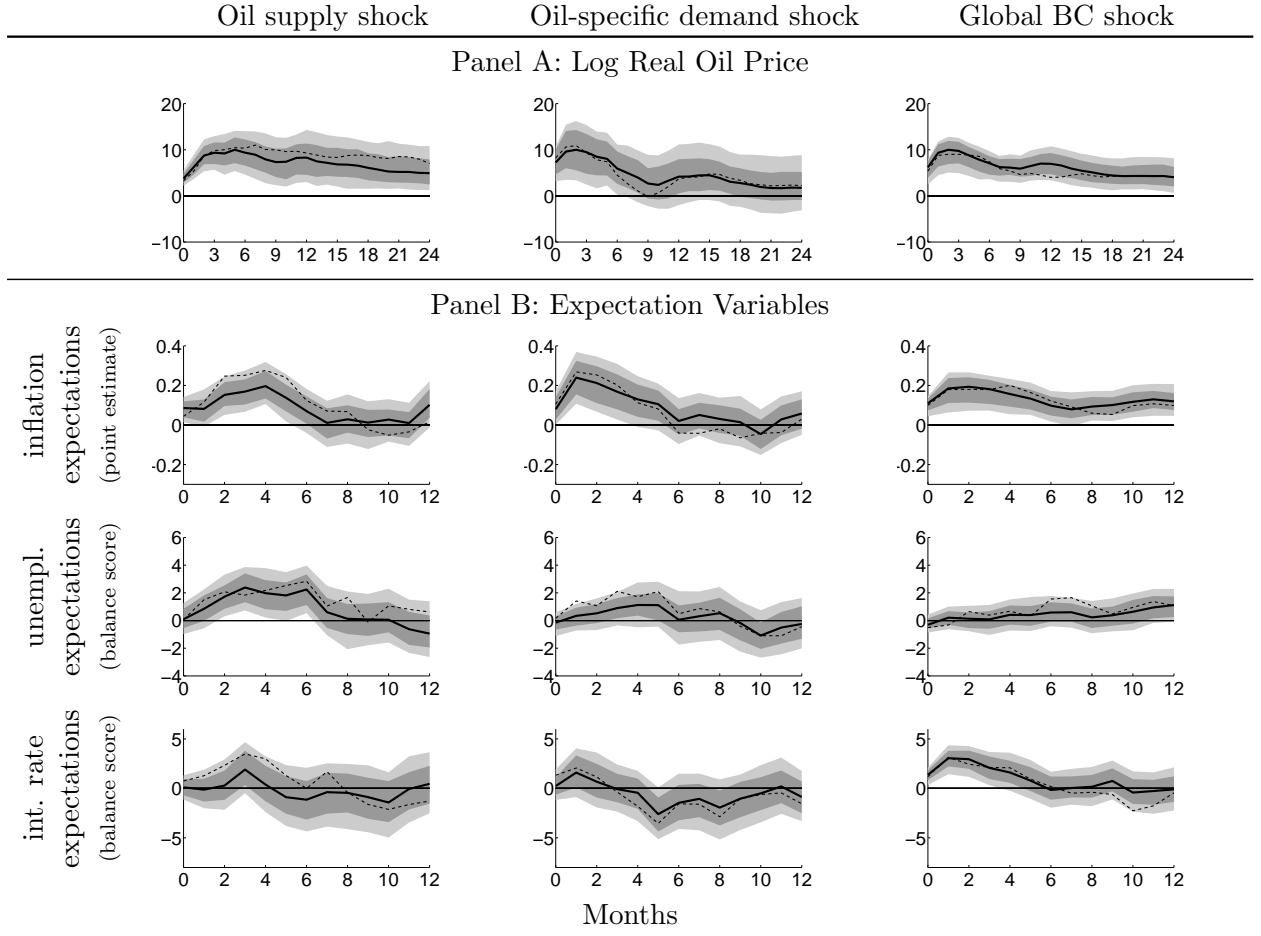 Oil supply shock Oil-specific demand shock Global BC shock
Panel A: Log Real Oil Price
20 20 20
10 10 10
0 0 0
−10 −10 −10
0 3 6 9 12 15 18 21 24 0 3 6 9 12 15 18 21 24 0 3 6 9 12 15 18 21 24
Panel B: Expectation Variables
inflation
expectations
(point estimate)
0.4 0.4 0.4
0.2 0.2 0.2
0 0 0
-0.2 -0.2 -0.2
0 2 4 6 8 10 12 0 2 4 6 8 10 12 0 2 4 6 8 10 12
unempl.
expectations
(balance score)
6 6 6
4 4 4
2 2 2
0 0 0
−2 −2 −2
−4 −4 −4
0 2 4 6 8 10 12 0 2 4 6 8 10 12 0 2 4 6 8 10 12
int. rate
expectations
(balance score)
5 5 5
0 0 0
−5 −5 −5
0 2 4 6 8 10 12 0 2 4 6 8 10 12 0 2 4 6 8 10 12
Months